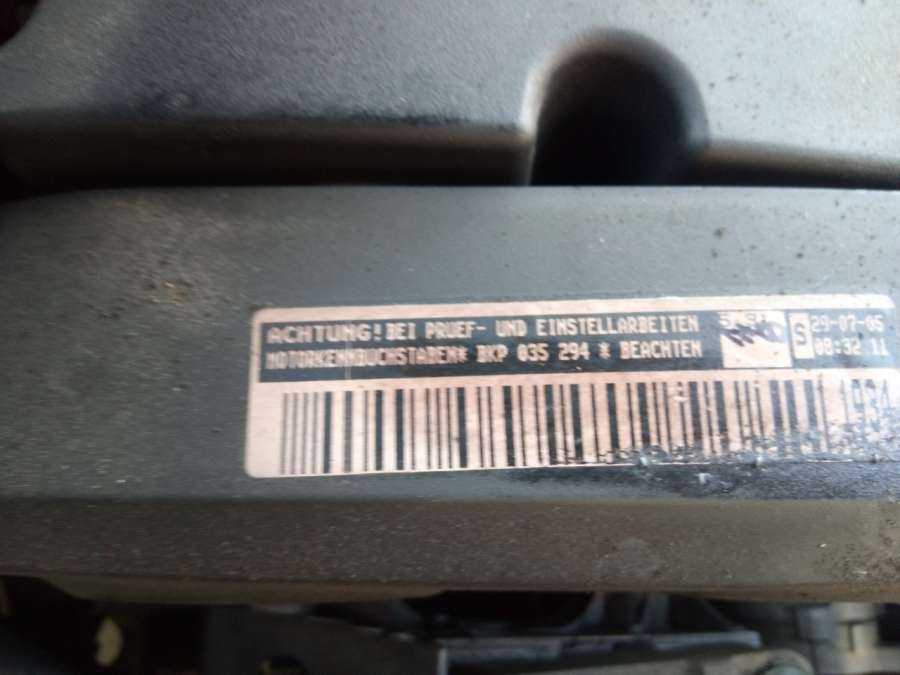 ACHTUNG! BEI PRUEF- UND EINSTELLARBEITEN
MOTORKENNBUCHSTABEN* BKP 035 294 * BEACHTEN
S
29-07-05
08:32 11